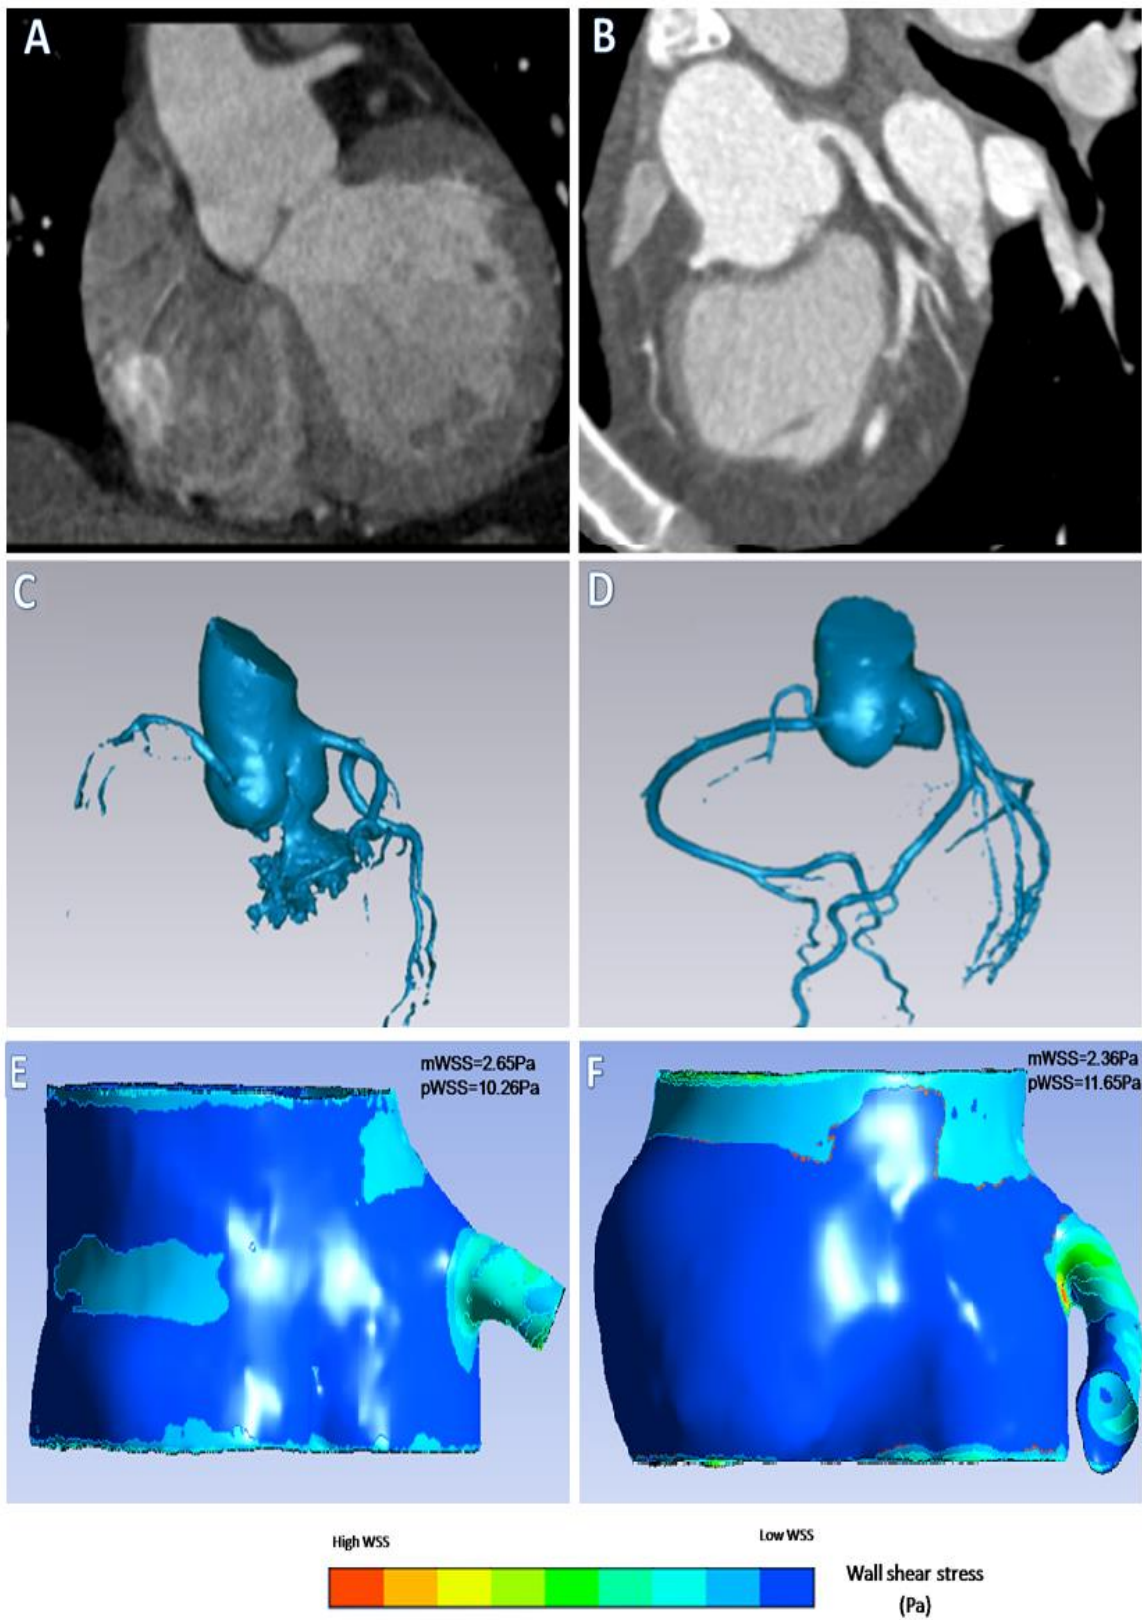 A
B
C
D
E
mWSS=2.65Pa
pWSS=10.26Pa
F
mWSS=2.36Pa
pWSS=11.65Pa
High WSS
Low WSS
Wall shear stress
(Pa)